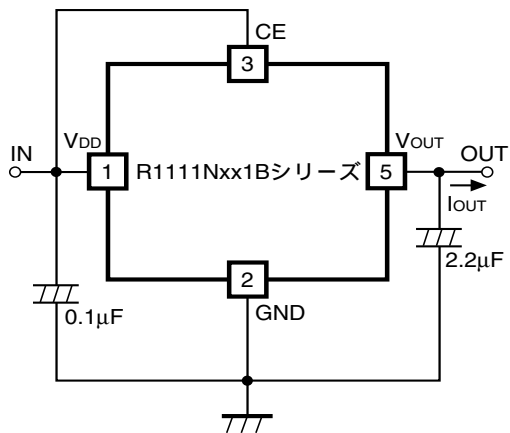 CE
3
VDD
VOUT
IN
OUT
1
R1111Nxx1Bシリーズ
5
IOUT
2
2.2µF
GND
0.1µF